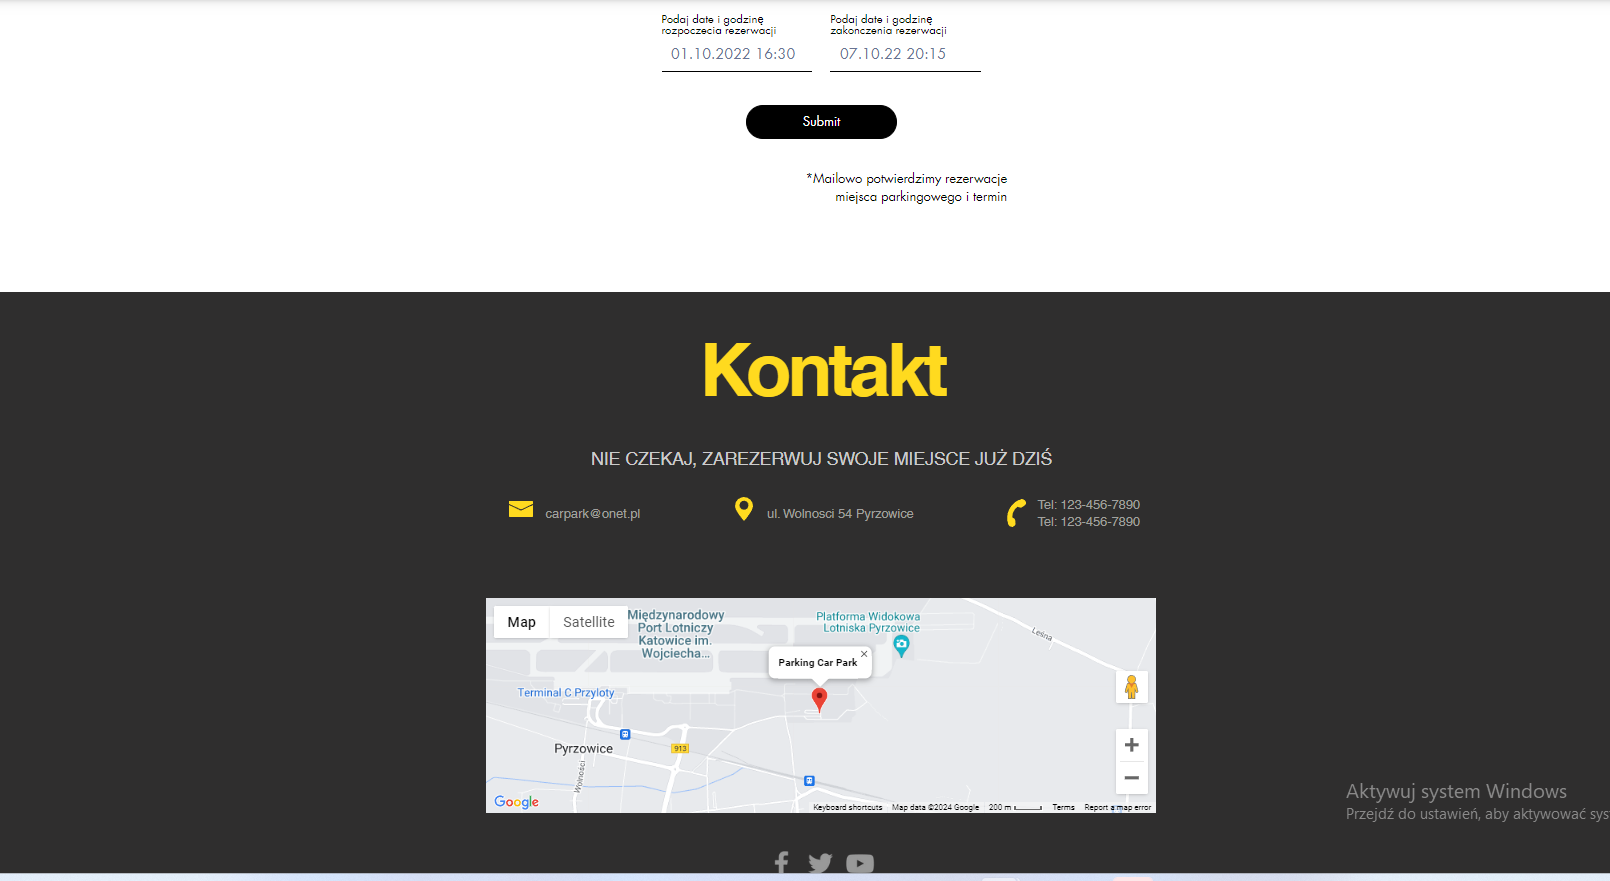 Podaj date i godzinę
rozpoczecia rezerwacji
01.10.2022 16:30
Podaj date i godzinę
zakonczenia rezerwacji
07.10.22 20:15
Submit
*Mailowo potwierdzimy rezerwacje
miejsca parkingowego i termin
Kontakt
NIE CZEKAJ, ZAREZERWUJ SWOJE MIEJSCE JUŻ DZIŚ
carpark@onet.pl
ul. Wolnosci 54 Pyrzowice
Tel: 123-456-7890
Tel: 123-456-7890
Map
Satellite
Międzynarodowy
Port Lotniczy
Katowice im.
Wojciecha...
Platforma Widokowa
Lotniska Pyrzowice
Leśna
Parking Car Park
Terminal C Przyloty
Pyrzowice
913
Wolności
Google
Keyboard shortcuts
Map data ©2024 Google
200 m
Terms
Report a map error
Aktywuj system Windows
Przejdź do ustawień, aby aktywować sys